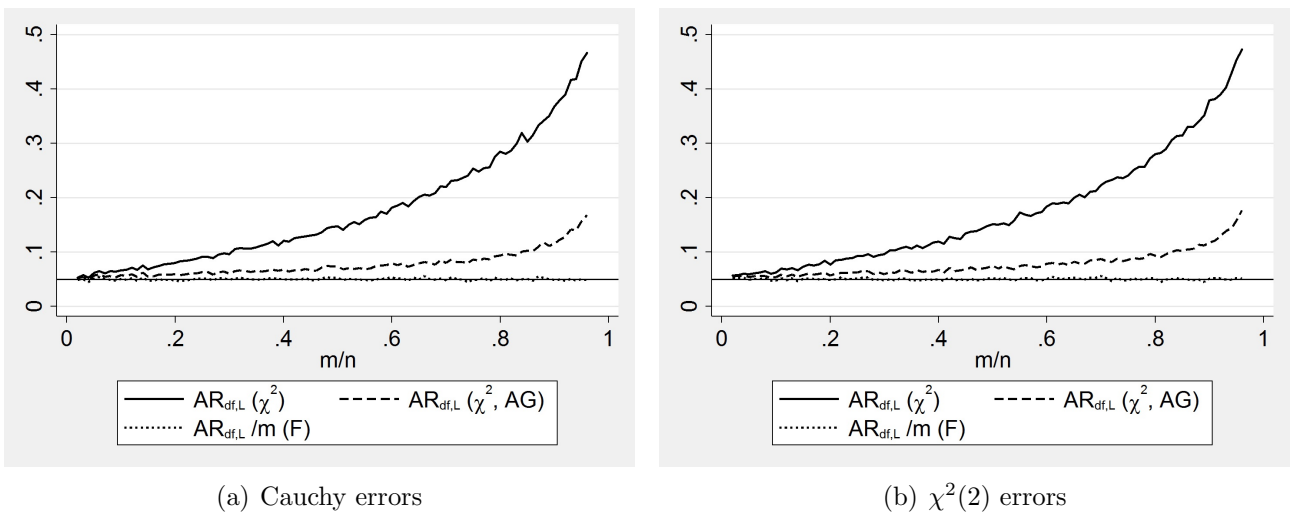 .5
.4
.3
.2
.1
0
0 .2 .4 .6 .8 1
m/n
AR_df,L (χ²) AR_df,L (χ², AG)
AR_df,L /m (F)
(a) Cauchy errors
.5
.4
.3
.2
.1
0
0 .2 .4 .6 .8 1
m/n
AR_df,L (χ²) AR_df,L (χ², AG)
AR_df,L /m (F)
(b) χ²(2) errors